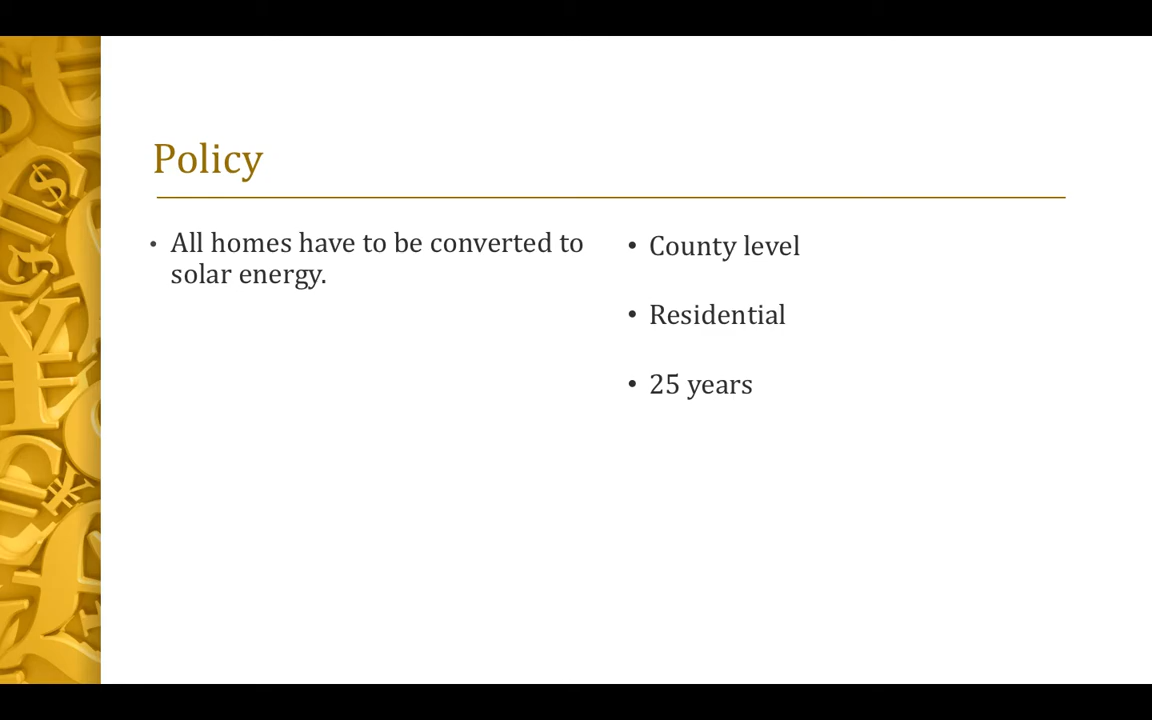 Policy
• All homes have to be converted to
solar energy.
• County level
• Residential
• 25 years